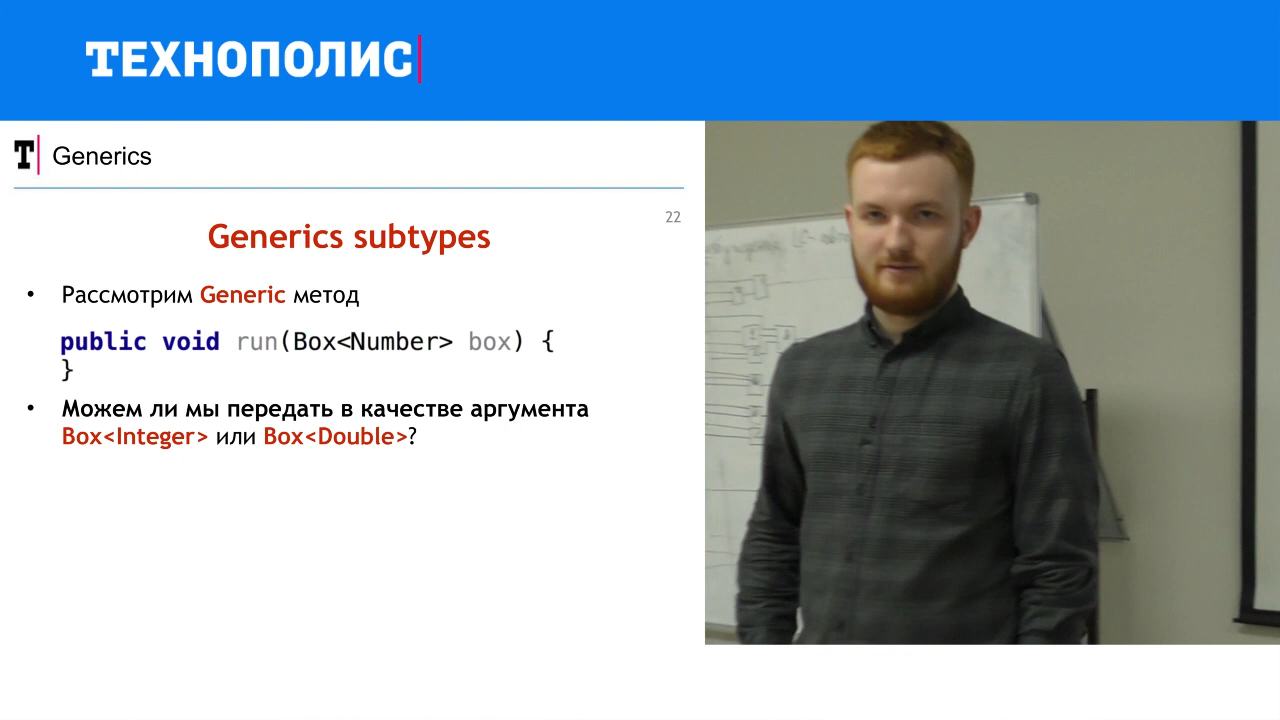 ТЕХНОПОЛИС
T Generics
22
Generics subtypes
• Рассмотрим Generic метод
public void run(Box<Number> box) {
}
• Можем ли мы передать в качестве аргумента
Box<Integer> или Box<Double>?